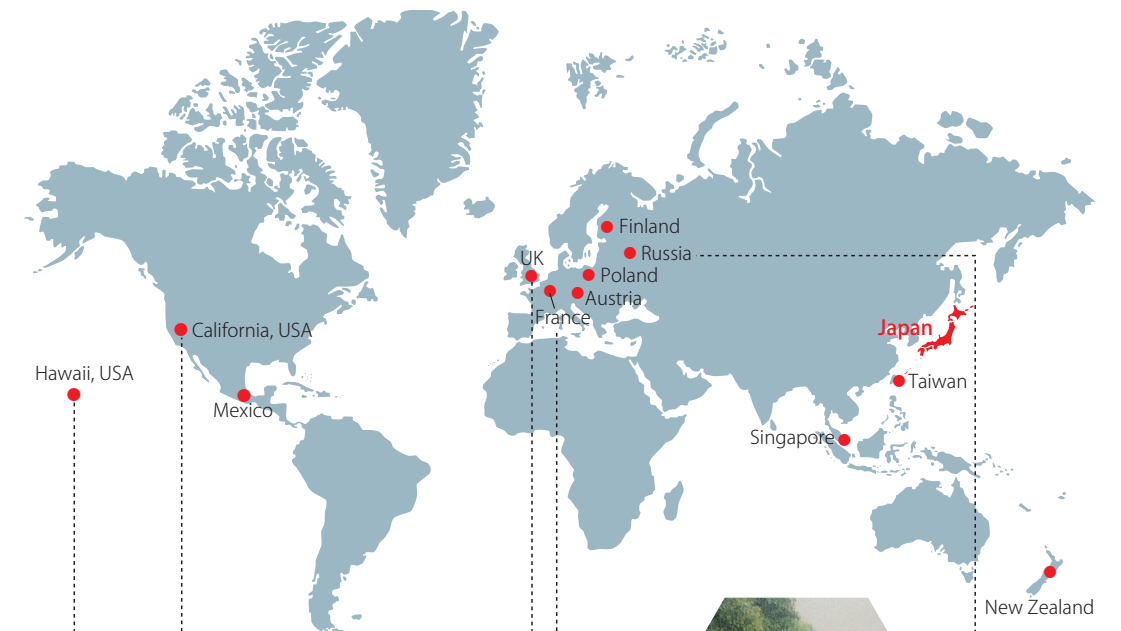 Finland
Russia
UK
Poland
Austria
France
California, USA
Japan
Hawaii, USA
Taiwan
Mexico
Singapore
New Zealand